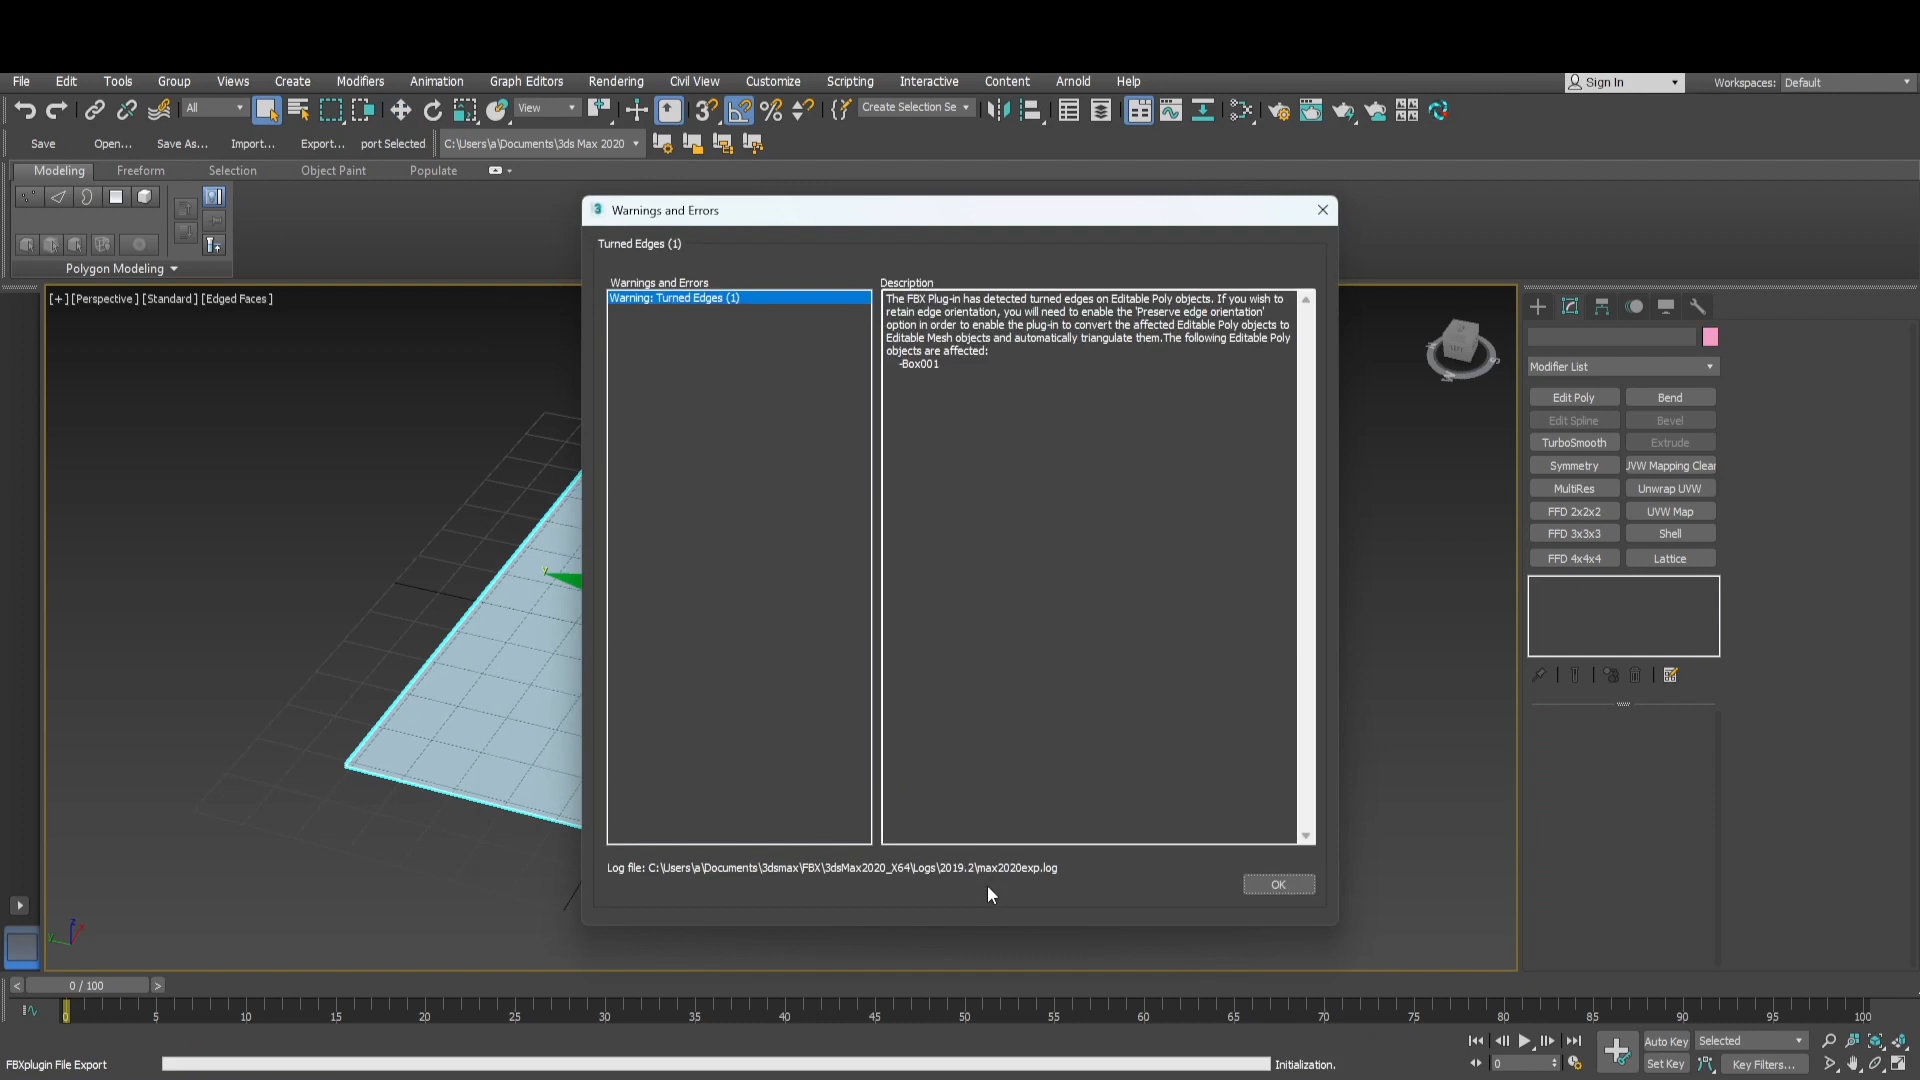 File Edit Tools Group Views Create Modifiers Animation Graph Editors Rendering Civil View Customize Scripting Interactive Content Arnold Help
Sign In Workspaces: Default
All View Create Selection Se
Save Open... Save As... Import... Export... port Selected C:\Users\a\Documents\3ds Max 2020
Modeling Freeform Selection Object Paint Populate
Polygon Modeling
[+] [Perspective] [Standard] [Edged Faces]
3 Warnings and Errors
Turned Edges (1)
Warnings and Errors
Warning: Turned Edges (1)
Description
The FBX Plug-in has detected turned edges on Editable Poly objects. If you wish to
retain edge orientation, you will need to enable the 'Preserve edge orientation'
option in order to enable the plug-in to convert the affected Editable Poly objects to
Editable Mesh objects and automatically triangulate them.The following Editable Poly
objects are affected:
-Box001
Log file: C:\Users\a\Documents\3dsmax\FBX\3dsMax2020_X64\Logs\2019.2\max2020exp.log
OK
Modifier List
Edit Poly Bend
Edit Spline Bevel
TurboSmooth Extrude
Symmetry UVW Mapping Clear
MultiRes Unwrap UVW
FFD 2x2x2 UVW Map
FFD 3x3x3 Shell
FFD 4x4x4 Lattice
y
z
< 0 / 100 >
0 5 10 15 20 25 30 35 40 45 50 55 60 65 70 75 80 85 90 95 100
Auto Key Selected
FBXplugin File Export Initialization. 0 Set Key Key Filters...